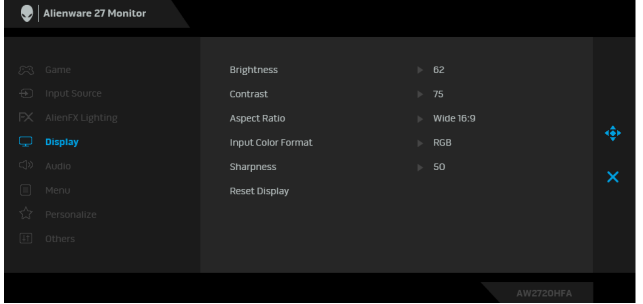 Alienware 27 Monitor
Game
Input Source
FX AlienFX Lighting
Display
Audio
Menu
Personalize
Others
Brightness 62
Contrast 75
Aspect Ratio Wide 16:9
Input Color Format RGB
Sharpness 50
Reset Display
AW2720HFA